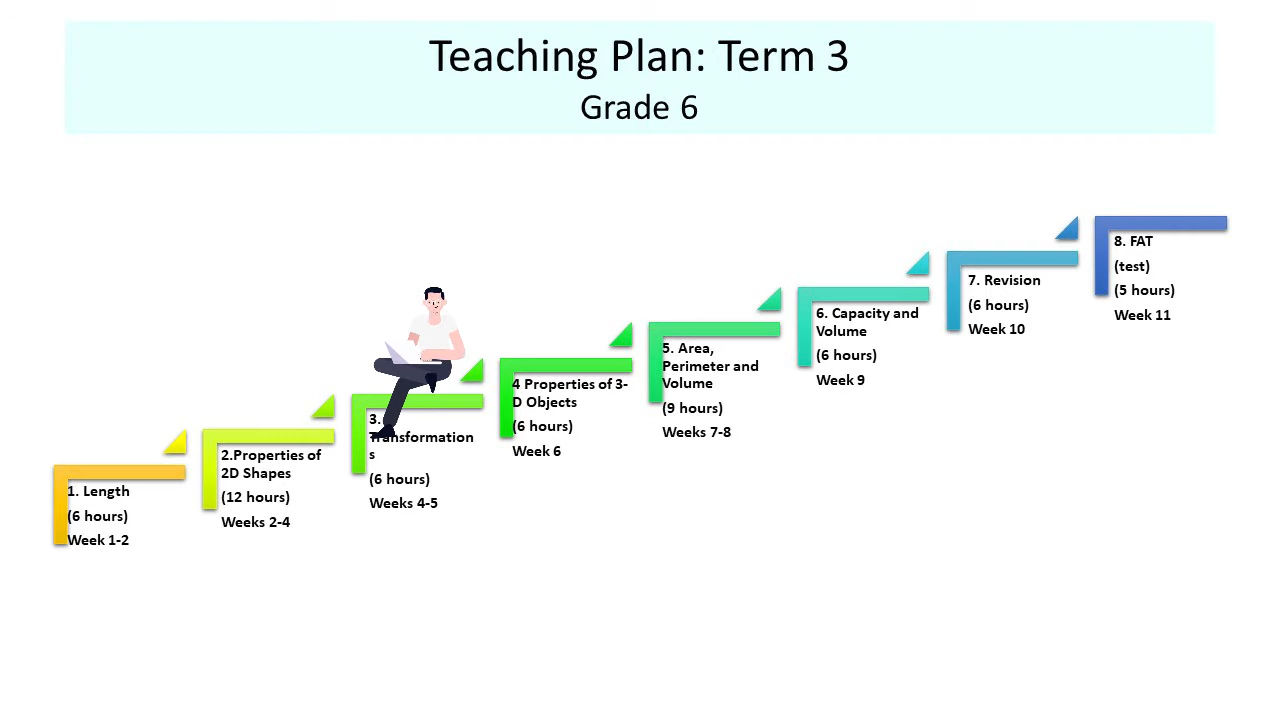 Teaching Plan: Term 3
Grade 6
1. Length
(6 hours)
Week 1-2
2.Properties of
2D Shapes
(12 hours)
Weeks 2-4
3.
Transformation
s
(6 hours)
Weeks 4-5
4 Properties of 3-
D Objects
(6 hours)
Week 6
5. Area,
Perimeter and
Volume
(9 hours)
Weeks 7-8
6. Capacity and
Volume
(6 hours)
Week 9
7. Revision
(6 hours)
Week 10
8. FAT
(test)
(5 hours)
Week 11